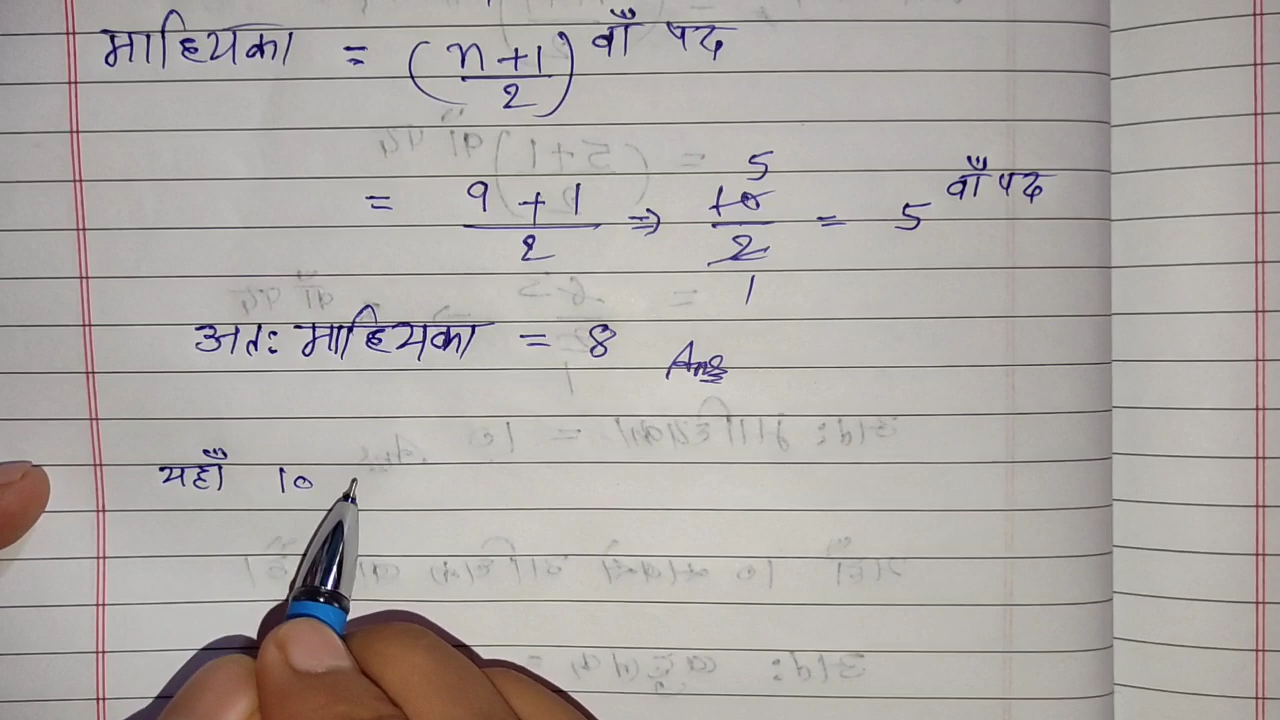 माध्यिका = (n+1/2) वाँ पद
= 9+1/2 ⇒ 10/2 5 1 = 5 वाँ पद
अतः माध्यिका = 8 Ans
यहाँ 10